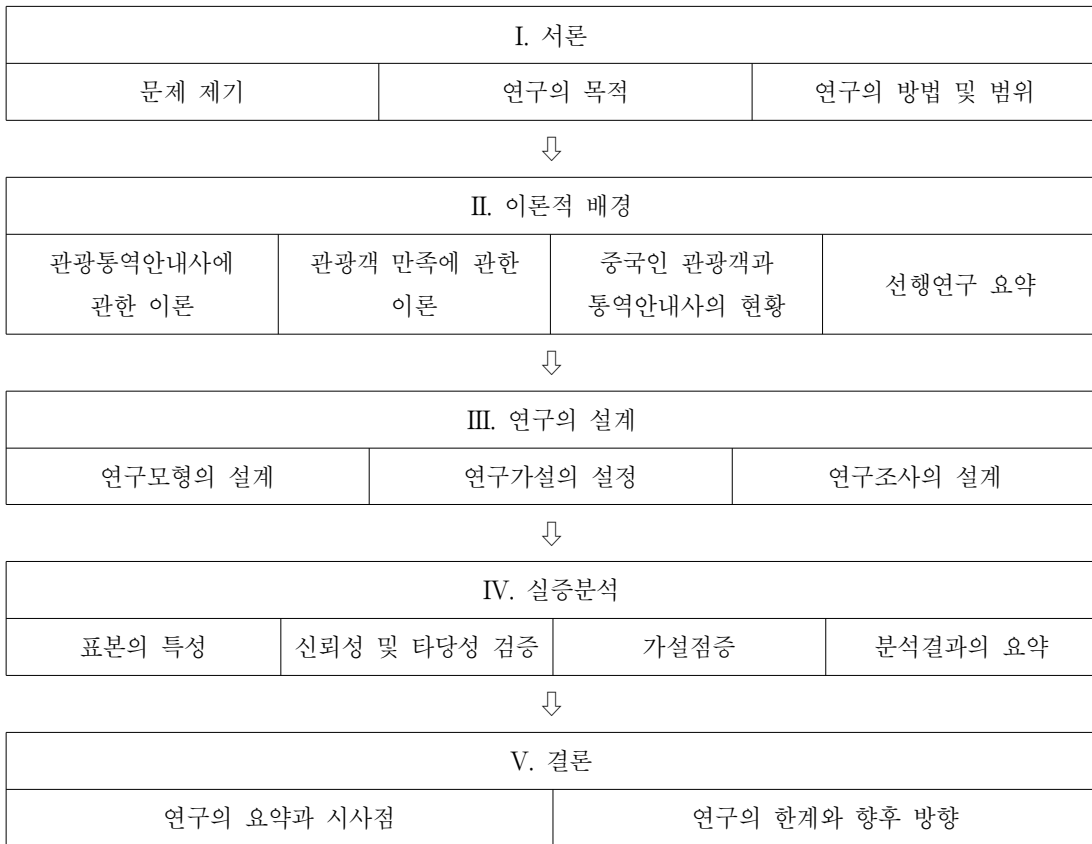 Ⅰ. 서론
문제 제기
연구의 목적
연구의 방법 및 범위
⇩
Ⅱ. 이론적 배경
관광통역안내사에
관한 이론
관광객 만족에 관한
이론
중국인 관광객과
통역안내사의 현황
선행연구 요약
⇩
Ⅲ. 연구의 설계
연구모형의 설계
연구가설의 설정
연구조사의 설계
⇩
Ⅳ. 실증분석
표본의 특성
신뢰성 및 타당성 검증
가설점증
분석결과의 요약
⇩
Ⅴ. 결론
연구의 요약과 시사점
연구의 한계와 향후 방향